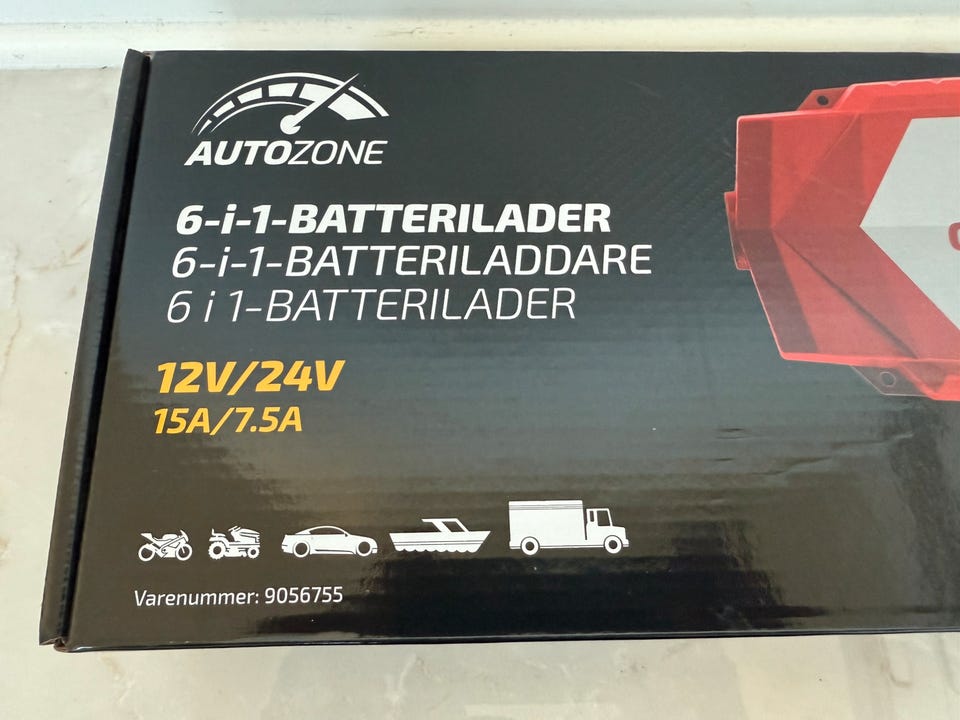 AUTOZONE
6-i-1-BATTERILADER
6-i-1-BATTERILADDARE
6 i 1-BATTERILADER
12V/24V
15A/7.5A
Varenummer: 9056755